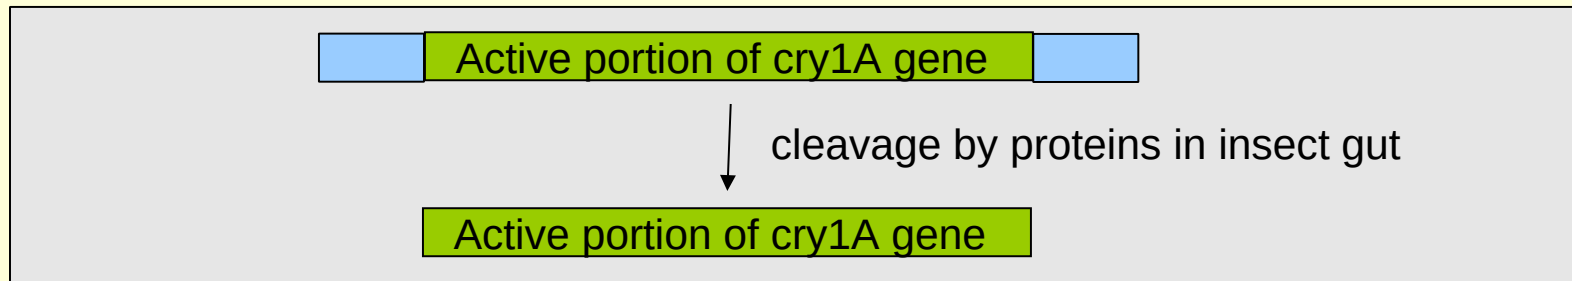 Active portion of cry1A gene
cleavage by proteins in insect gut
Active portion of cry1A gene